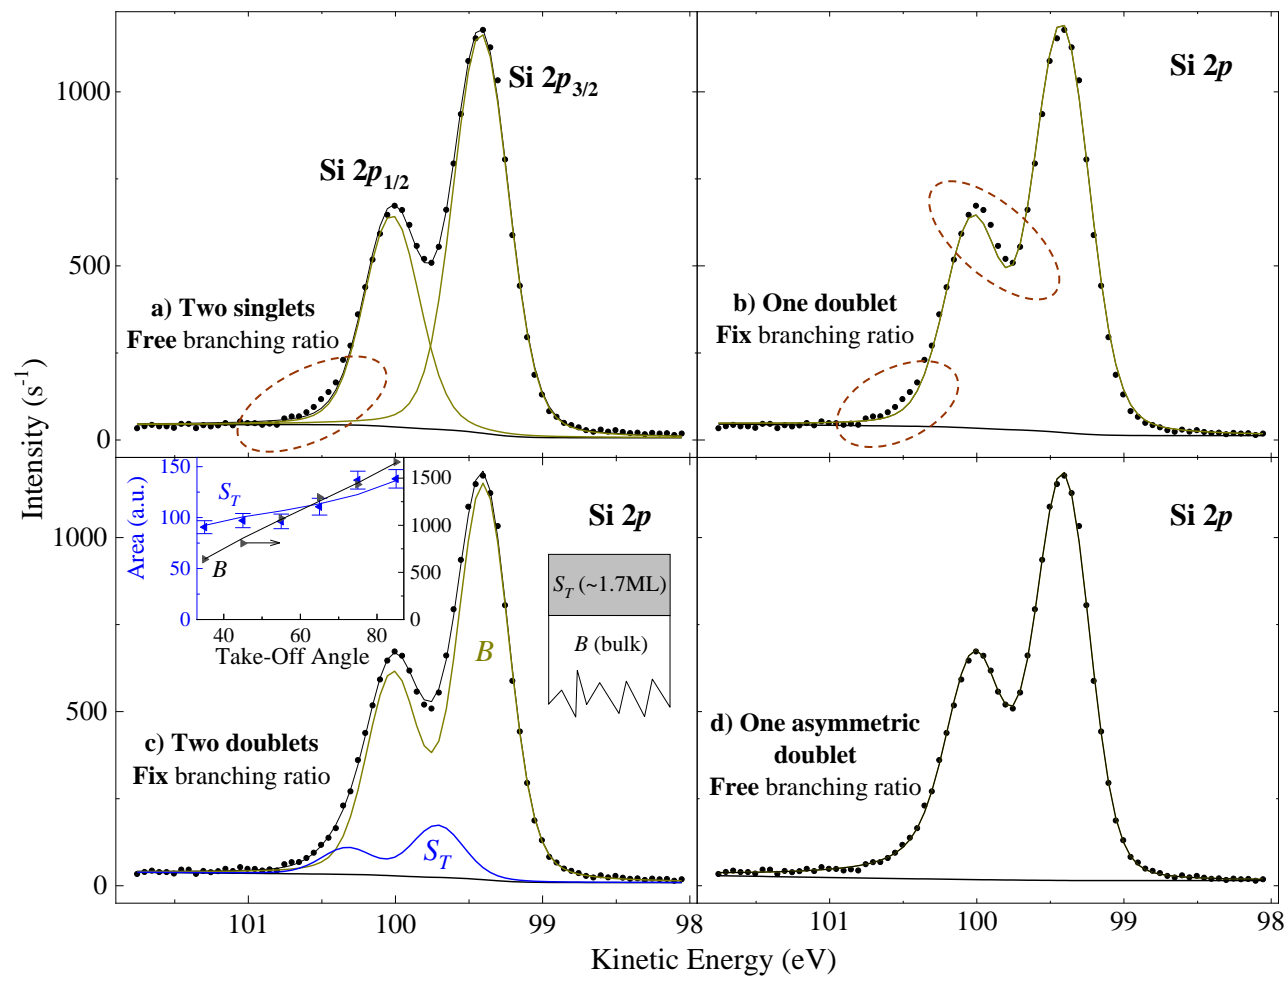 Intensity (s⁻¹)
1000
500
0
Si 2p₃/₂
Si 2p₁/₂
a) Two singlets
Free branching ratio
Si 2p
b) One doublet
Fix branching ratio
1000
500
0
Area (a.u.)
150
100
50
0
1500
1000
500
0
S_T
B
40
60
80
Take-Off Angle
Si 2p
S_T (~1.7ML)
B (bulk)
B
S_T
c) Two doublets
Fix branching ratio
Si 2p
d) One asymmetric
doublet
Free branching ratio
101
100
99
98
101
100
99
98
Kinetic Energy (eV)